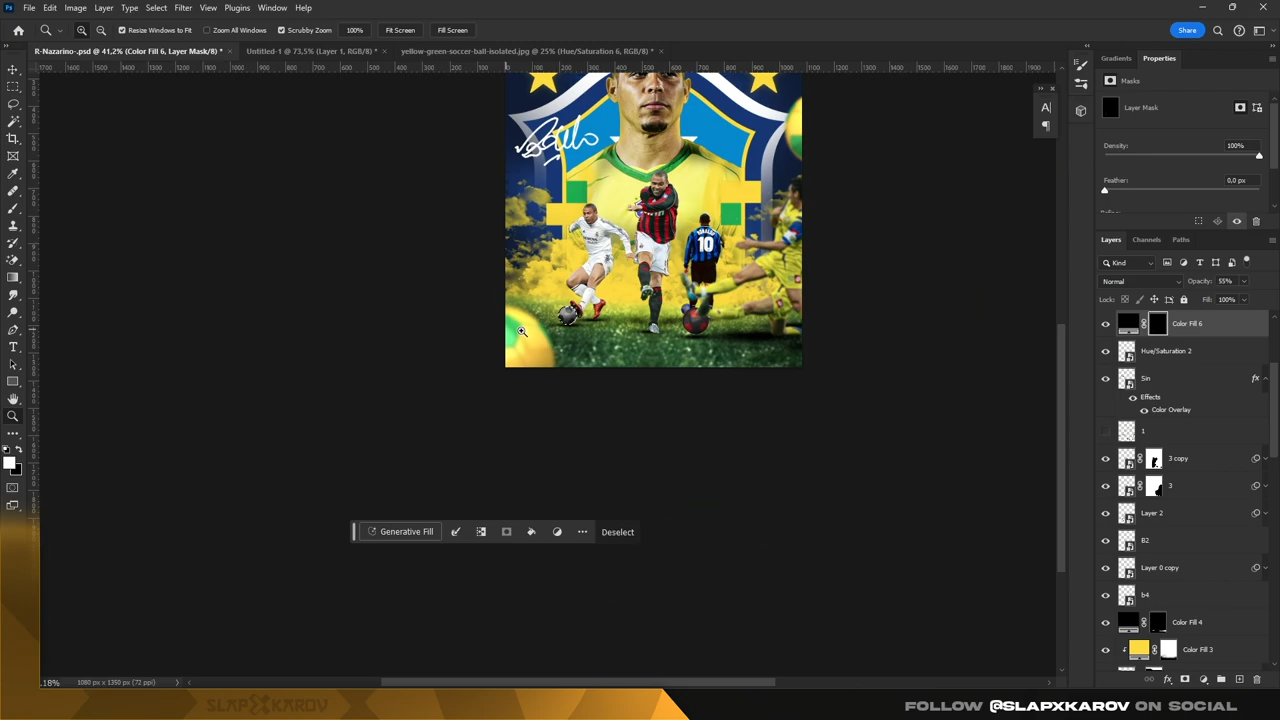 File Edit Image Layer Type Select Filter View Plugins Window Help
Resize Windows to Fit Zoom All Windows Scrubby Zoom 100% Fit Screen Fill Screen Share
R-Nazarino-.psd @ 41,2% (Color Fill 6, Layer Mask/8) * Untitled-1 @ 73,5% (Layer 1, RGB/8) * yellow-green-soccer-ball-isolated.jpg @ 25% (Hue/Saturation 6, RGB/8) *
Gradients Properties
Masks
Layer Mask
Density: 100%
Feather: 0,0 px
Layers Channels Paths
Kind
Normal Opacity: 55%
Lock: Fill: 100%
Color Fill 6
Hue/Saturation 2
Sin fx
Effects
Color Overlay
1
3 copy
3
Layer 2
B2
Layer 0 copy
b4
Color Fill 4
Color Fill 3
RONALDO
10
Generative Fill Deselect
.18% 1080 px x 1350 px (72 ppi)
SLAPXKAROV
FOLLOW @SLAPXKAROV ON SOCIAL